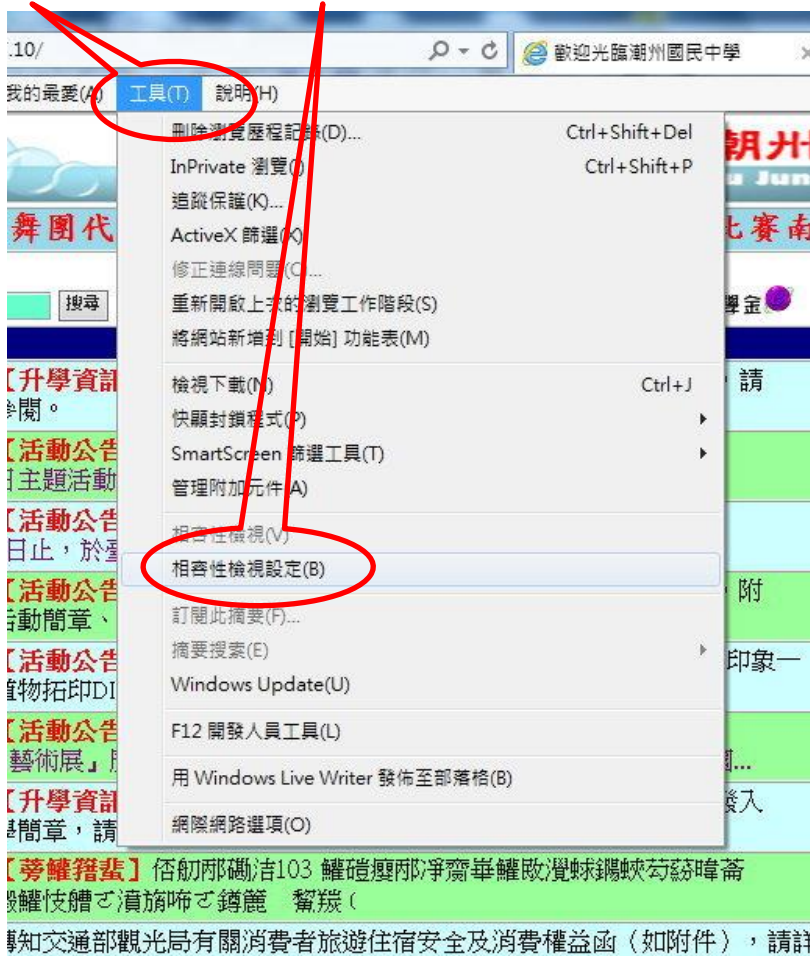 .10/
歡迎光臨潮州國民中學
我的最愛(A) 工具(T) 說明(H)
刪除瀏覽歷程記錄(D)... Ctrl+Shift+Del
InPrivate 瀏覽(I) Ctrl+Shift+P
追蹤保護(K)...
ActiveX 篩選(X)
修正連線問題(C)...
重新開啟上次的瀏覽工作階段(S)
將網站新增到 [開始] 功能表(M)
檢視下載(N) Ctrl+J
快顯封鎖程式(P)
SmartScreen 篩選工具(T)
管理附加元件(A)
相容性檢視(V)
相容性檢視設定(B)
訂閱此摘要(F)...
摘要搜索(E)
Windows Update(U)
F12 開發人員工具(L)
用 Windows Live Writer 發佈至部落格(B)
網際網路選項(O)
舞團代
比賽南
搜尋
學金
【升學資訊
,請
參閱。
【活動公告
日主題活動
【活動公告
日止,於臺
【活動公告
,附
活動簡章、
【活動公告
印象一
植物拓印DI
【活動公告
藝術展』
【升學資訊
學簡章,請
轉知交通部觀光局有關消費者旅遊住宿安全及消費權益函(如附件),請詳